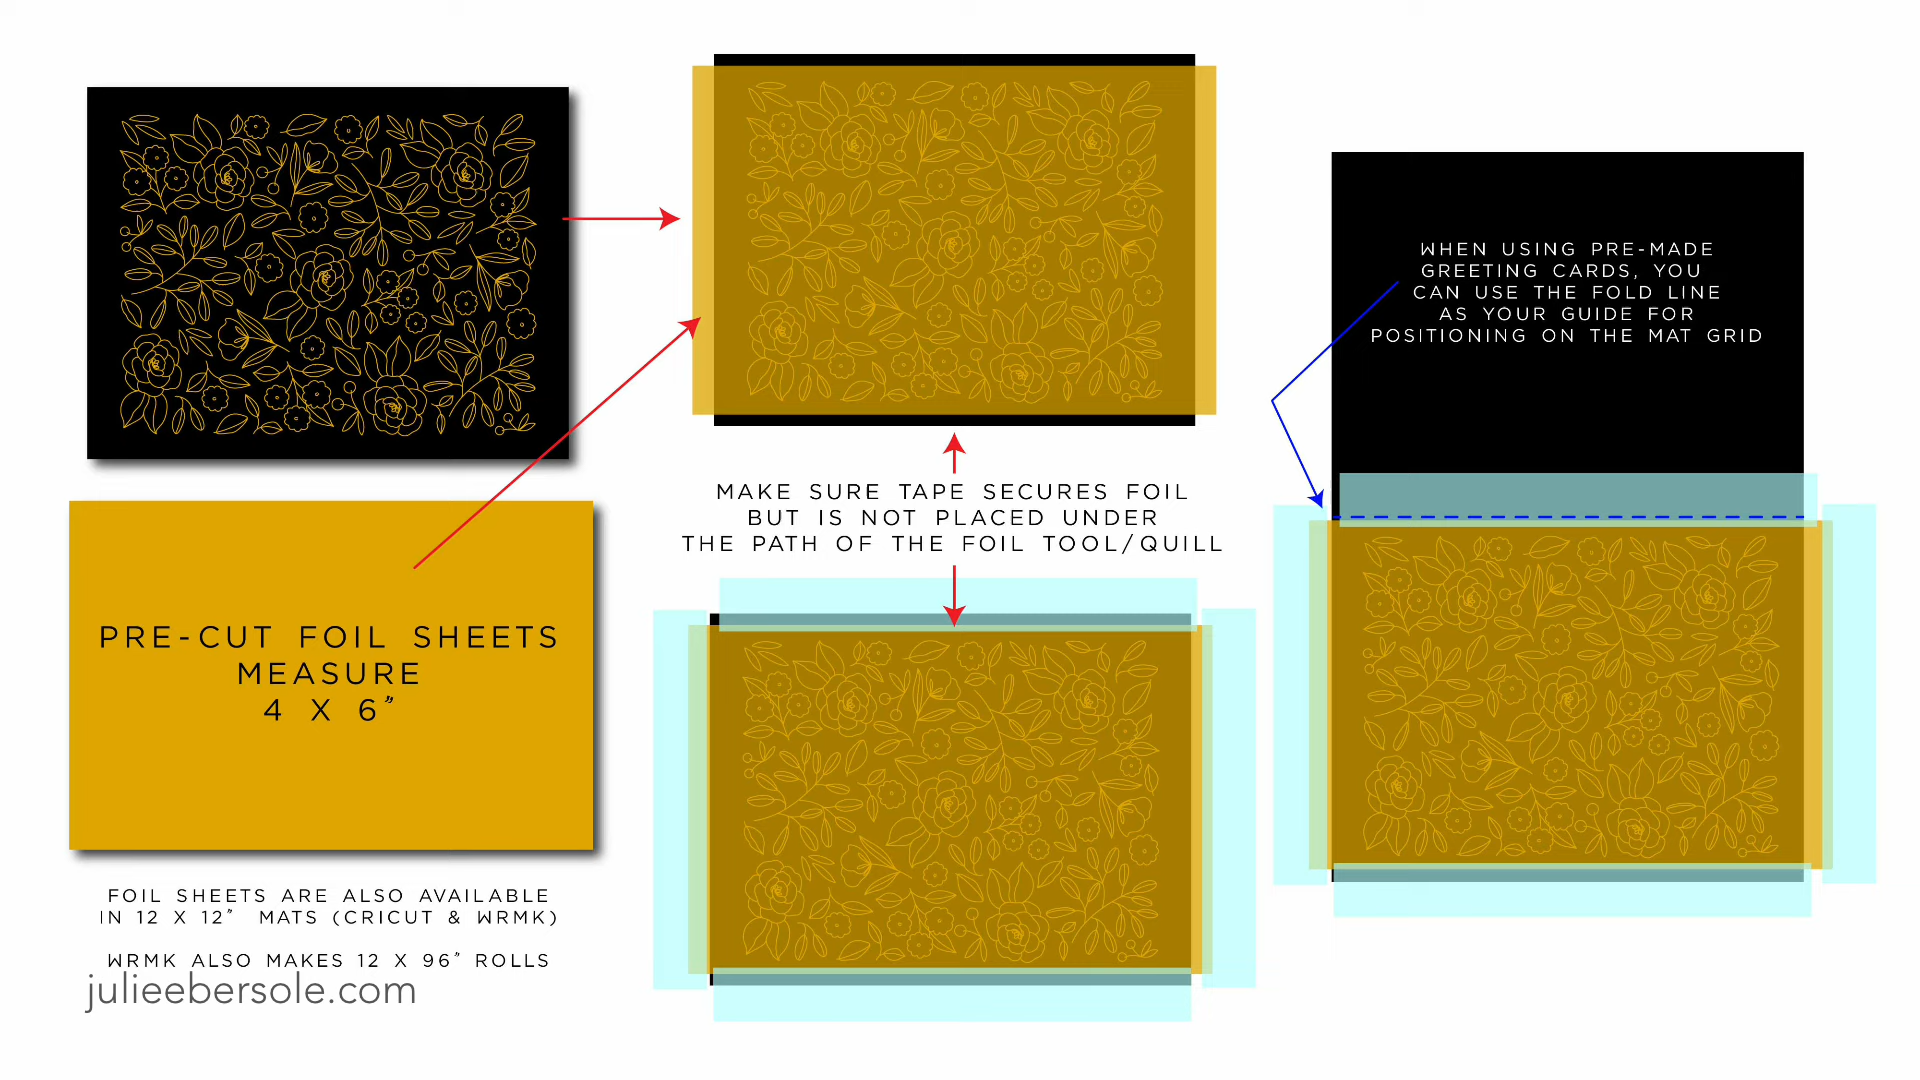 PRE-CUT FOIL SHEETS
MEASURE
4 X 6"
FOIL SHEETS ARE ALSO AVAILABLE
IN 12 X 12" MATS (CRICUT & WRMK)
WRMK ALSO MAKES 12 X 96" ROLLS
julieebersole.com
MAKE SURE TAPE SECURES FOIL
BUT IS NOT PLACED UNDER
THE PATH OF THE FOIL TOOL/QUILL
WHEN USING PRE-MADE
GREETING CARDS, YOU
CAN USE THE FOLD LINE
AS YOUR GUIDE FOR
POSITIONING ON THE MAT GRID